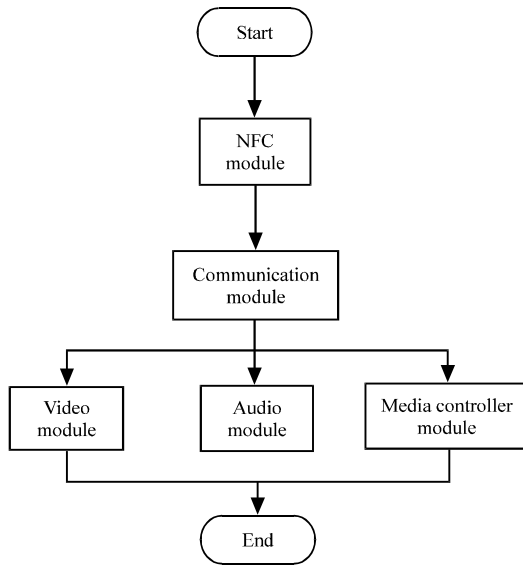 Start
NFC
module
Communication
module
Video
module
Audio
module
Media controller
module
End